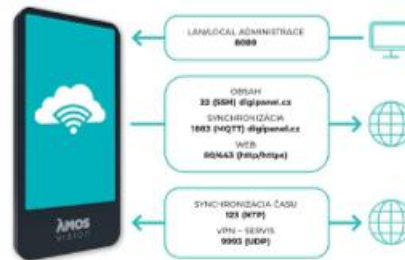 LAN/LOCAL ADMINISTRACE
8080
OBSAH
22 (SSH) digipanel.cz
SYNCHRONIZÁCIA
1883 (MQTT) digipanel.cz
WEB
80/443 (http/https)
SYNCHRONIZÁCIA ČASU
123 (NTP)
VPN – SERVIS
9993 (UDP)
AMOS
vision